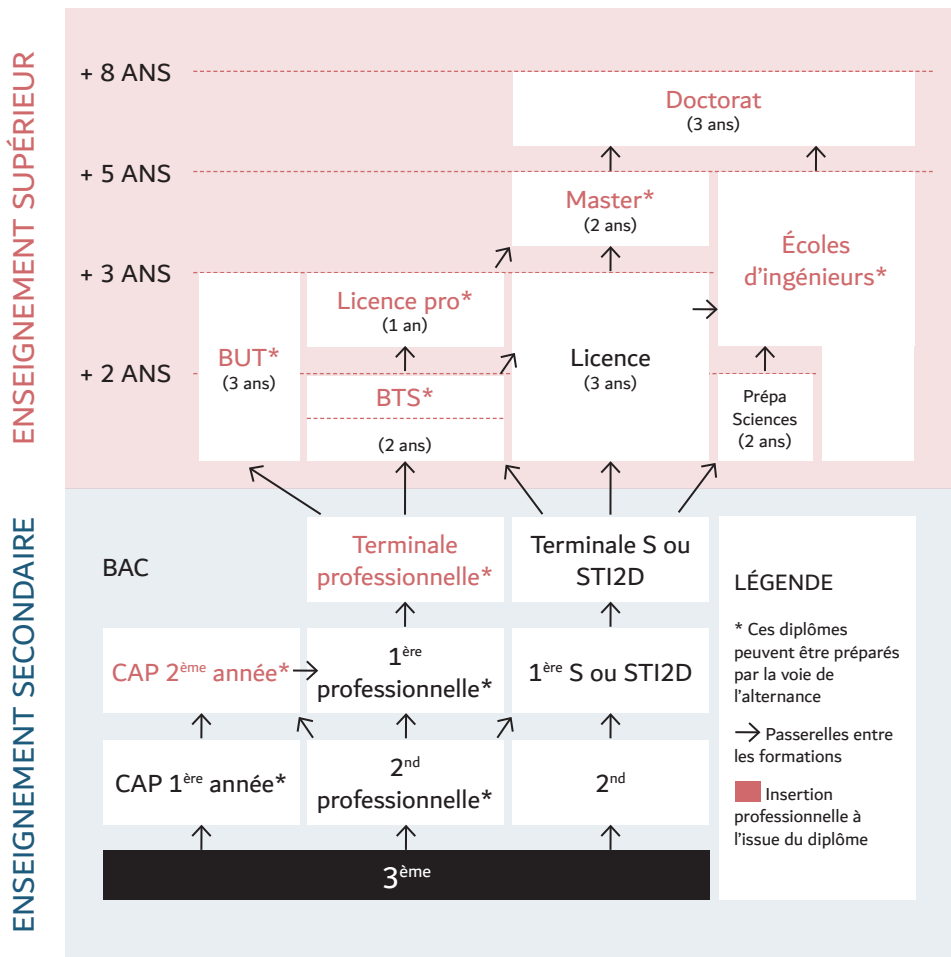 ENSEIGNEMENT SUPÉRIEUR
+ 8 ANS
Doctorat
(3 ans)
+ 5 ANS
Master*
(2 ans)
Écoles
d'ingénieurs*
+ 3 ANS
Licence pro*
(1 an)
BUT*
(3 ans)
Licence
(3 ans)
+ 2 ANS
BTS*
(2 ans)
Prépa
Sciences
(2 ans)
ENSEIGNEMENT SECONDAIRE
BAC
Terminale
professionnelle*
Terminale S ou
STI2D
CAP 2ème année*
1ère
professionnelle*
1ère S ou STI2D
CAP 1ère année*
2nd
professionnelle*
2nd
3ème
LÉGENDE
* Ces diplômes
peuvent être préparés
par la voie de
l'alternance
→ Passerelles entre
les formations
Insertion
professionnelle à
l'issue du diplôme